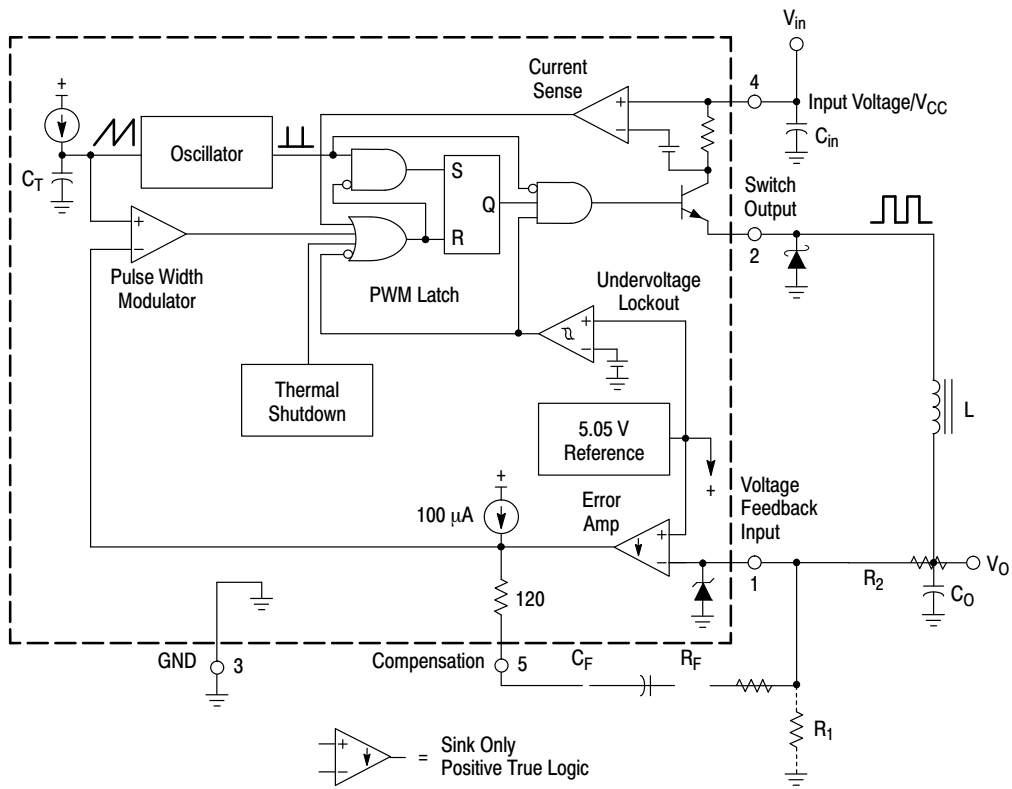 V_in
Current
Sense
4
Input Voltage/V_CC
C_in
+
−
+
Oscillator
C_T
S
Q
R
Switch
Output
2
+
−
Pulse Width
Modulator
PWM Latch
Undervoltage
Lockout
+
−
Thermal
Shutdown
L
5.05 V
Reference
+
Voltage
Feedback
Input
+
100 μA
Error
Amp
+
−
1
R_2
V_O
C_O
120
GND
3
Compensation
5
C_F
R_F
R_1
+
−
=
Sink Only
Positive True Logic